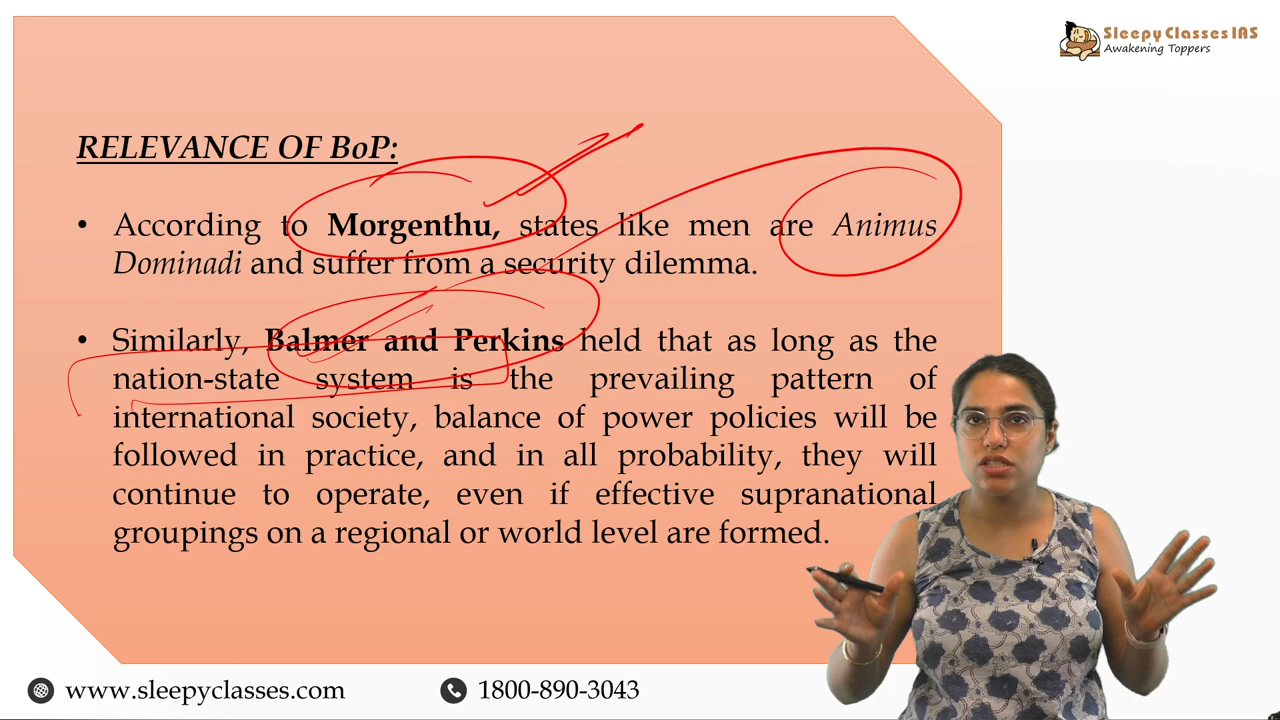 Sleepy Classes IAS
Awakening Toppers
RELEVANCE OF BoP:
• According to Morgenthu, states like men are Animus
Dominadi and suffer from a security dilemma.
• Similarly, Balmer and Perkins held that as long as the
nation-state system is the prevailing pattern of
international society, balance of power policies will be
followed in practice, and in all probability, they will
continue to operate, even if effective supranational
groupings on a regional or world level are formed.
www.sleepyclasses.com
1800-890-3043